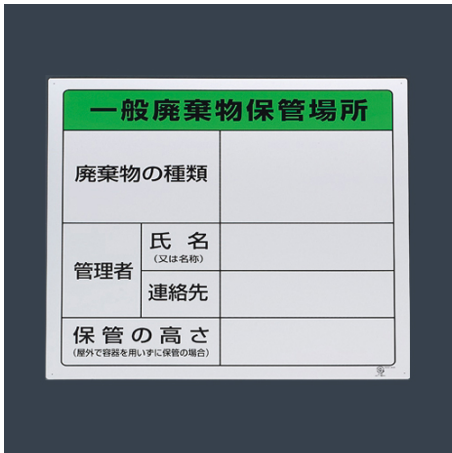 一般廃棄物保管場所
廃棄物の種類
管理者
氏名
(又は名称)
連絡先
保管の高さ
(屋外で容器を用いずに保管の場合)